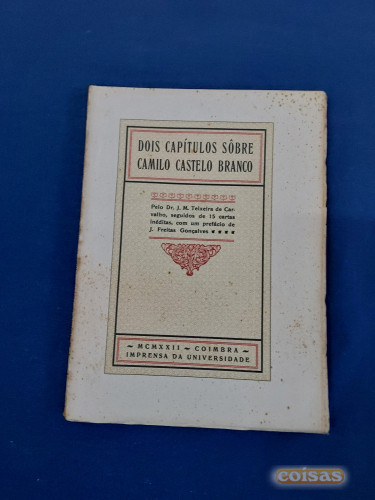 DOIS CAPÍTULOS SÔBRE
CAMILO CASTELO BRANCO
Pelo Dr. J. M. Teixeira de Car-
valho, seguidos de 15 cartas
inéditas, com um prefácio de
J. Freitas Gonçalves
MCMXXII — COIMBRA
IMPRENSA DA UNIVERSIDADE
coisas